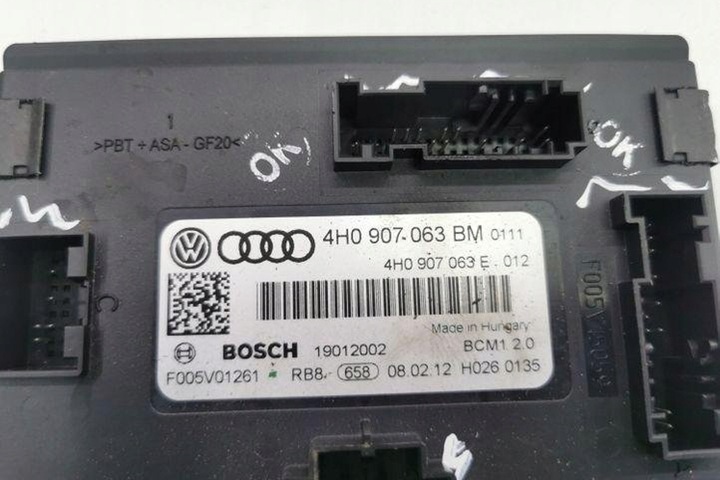 1
>PBT + ASA - GF20<
OK
OK
4H0 907 063 BM 0111
4H0 907 063 E 012
Made in Hungary
BOSCH 19012002 BCM1 2.0
F005V01261 RB8 658 08.02.12 H026 0135
C